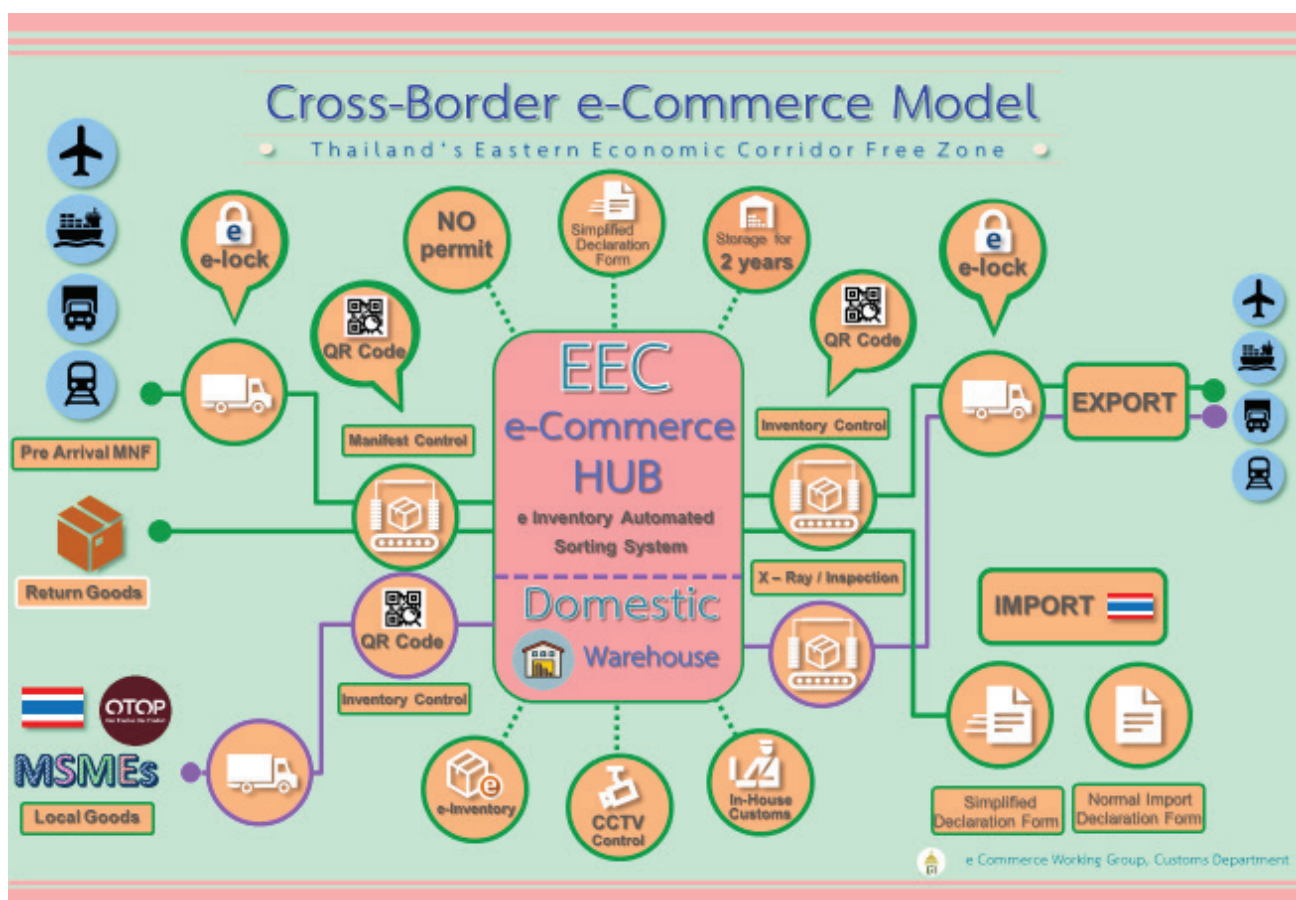 Cross-Border e-Commerce Model
Thailand's Eastern Economic Corridor Free Zone
e
e-lock
NO
permit
Simplified
Declaration
Form
Storage for
2 years
e
e-lock
QR Code
QR Code
Pre Arrival MNF
Manifest Control
EEC
e-Commerce
HUB
e Inventory Automated
Sorting System
Inventory Control
EXPORT
Return Goods
QR Code
Inventory Control
Domestic
Warehouse
X – Ray / Inspection
IMPORT
OTOP
MSMEs
Local Goods
e
e-Inventory
CCTV
Control
In-House
Customs
Simplified
Declaration Form
Normal Import
Declaration Form
e Commerce Working Group, Customs Department